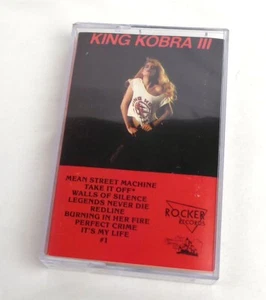 KING KOBRA III
MEAN STREET MACHINE
TAKE IT OFF*
WALLS OF SILENCE
LEGENDS NEVER DIE
REDLINE
BURNING IN HER FIRE
PERFECT CRIME
IT'S MY LIFE
#1
ROCKER
RECORDS